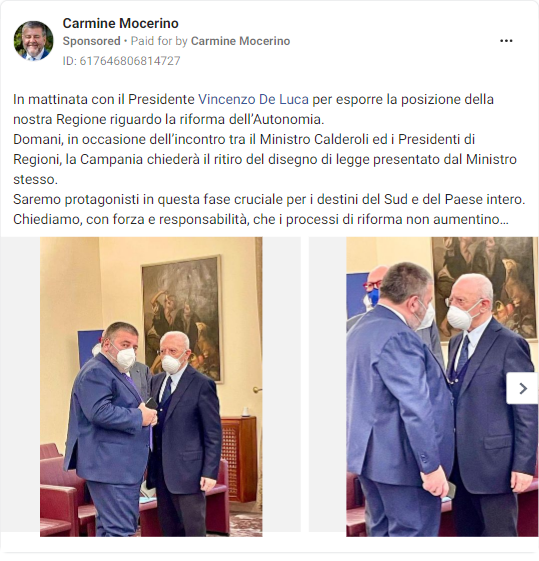 Carmine Mocerino
Sponsored • Paid for by Carmine Mocerino
ID: 617646806814727
In mattinata con il Presidente Vincenzo De Luca per esporre la posizione della
nostra Regione riguardo la riforma dell'Autonomia.
Domani, in occasione dell'incontro tra il Ministro Calderoli ed i Presidenti di
Regioni, la Campania chiederà il ritiro del disegno di legge presentato dal Ministro
stesso.
Saremo protagonisti in questa fase cruciale per i destini del Sud e del Paese intero.
Chiediamo, con forza e responsabilità, che i processi di riforma non aumentino...